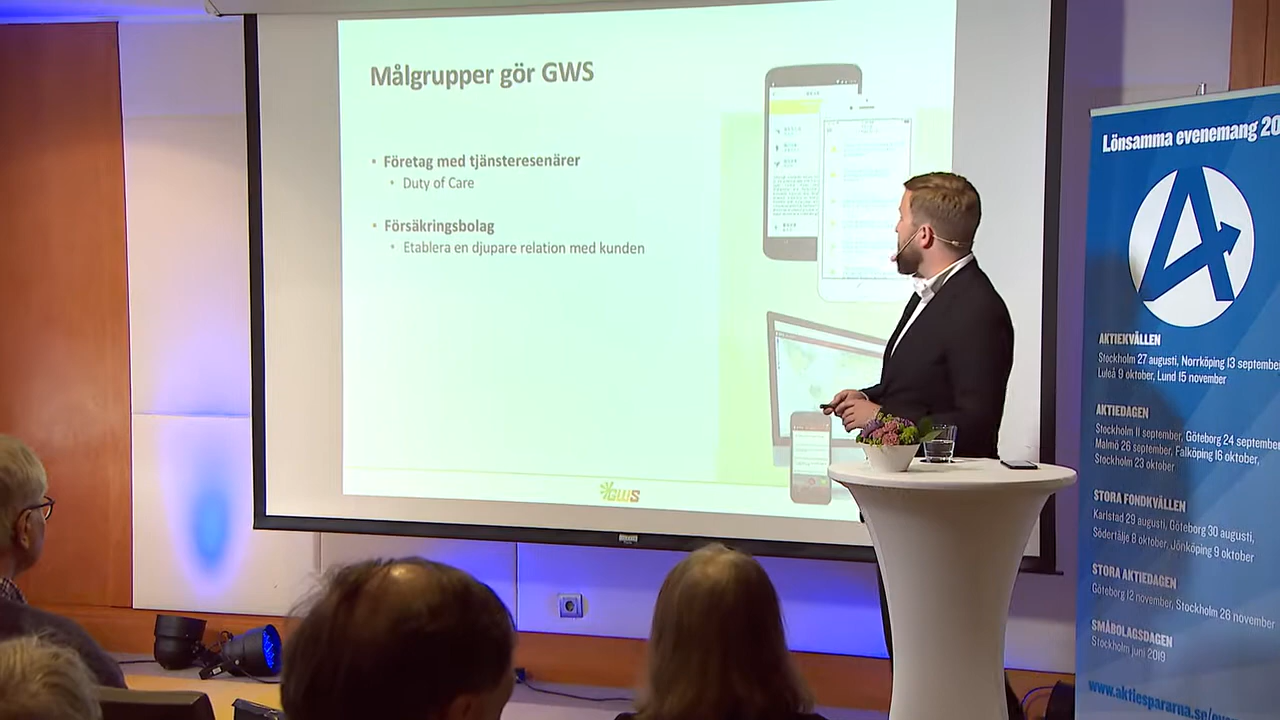 Målgrupper gör GWS
• Företag med tjänsteresenärer
• Duty of Care
• Försäkringsbolag
• Etablera en djupare relation med kunden
GWS
Lönsamma evenemang 20
AKTIEKVÄLLEN
Stockholm 27 augusti, Norrköping 13 september
Luleå 9 oktober, Lund 15 november
AKTIEDAGEN
Stockholm 11 september, Göteborg 24 september
Malmö 26 september, Falköping 16 oktober,
Stockholm 23 oktober
STORA FONDKVÄLLEN
Karlstad 29 augusti, Göteborg 30 augusti,
Södertälje 8 oktober, Jönköping 9 oktober
STORA AKTIEDAGEN
Göteborg 12 november, Stockholm 26 november
SMÅBOLAGSDAGEN
Stockholm juni 2019
www.aktiespararna.se/eve